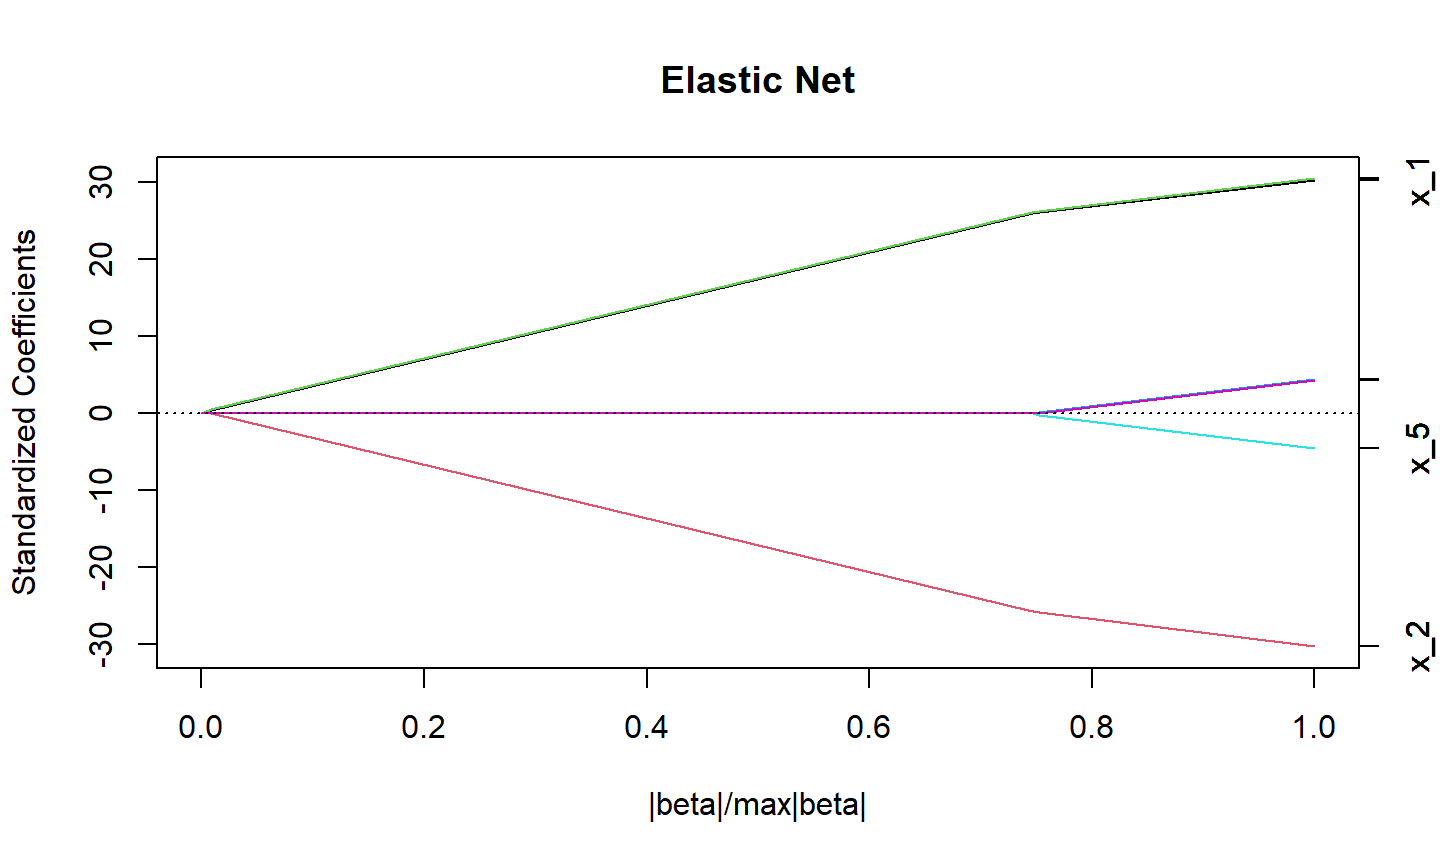 Elastic Net
Standardized Coefficients
30
20
10
0
-10
-20
-30
x_1
x_5
x_2
0.0 0.2 0.4 0.6 0.8 1.0
|beta|/max|beta|